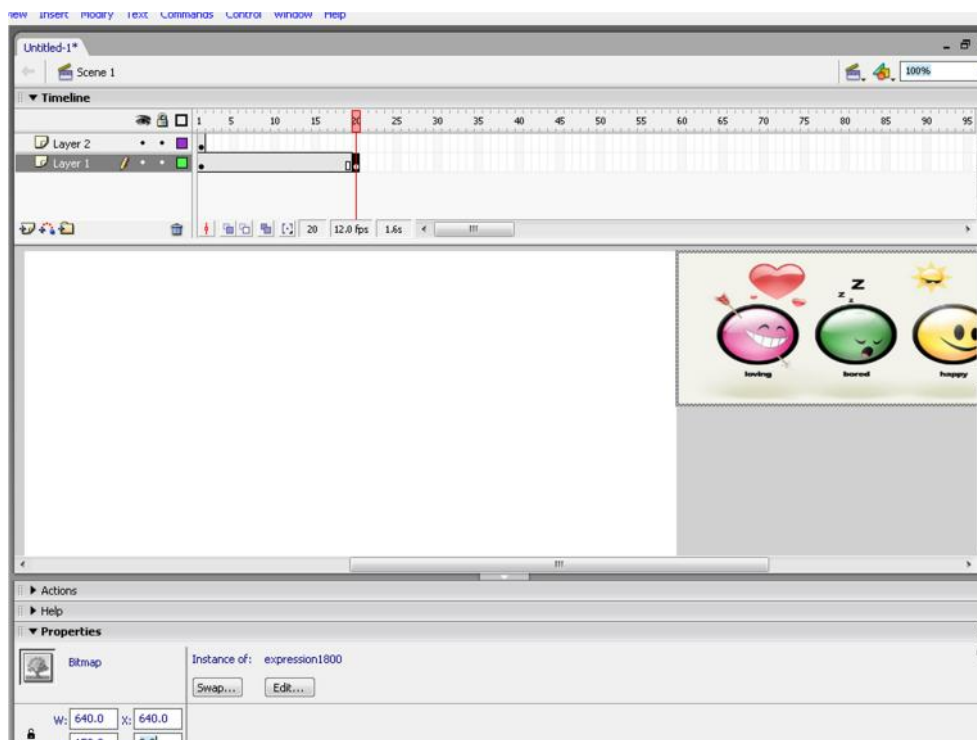 View Insert Modify Text Commands Control Window Help
Untitled-1*
Scene 1
100%
Timeline
1 5 10 15 20 25 30 35 40 45 50 55 60 65 70 75 80 85 90 95
Layer 2
Layer 1
20 12.0 fps 1.6s
z z Z
loving bored happy
Actions
Help
Properties
Bitmap
Instance of: expression1800
Swap... Edit...
W: 640.0 X: 640.0